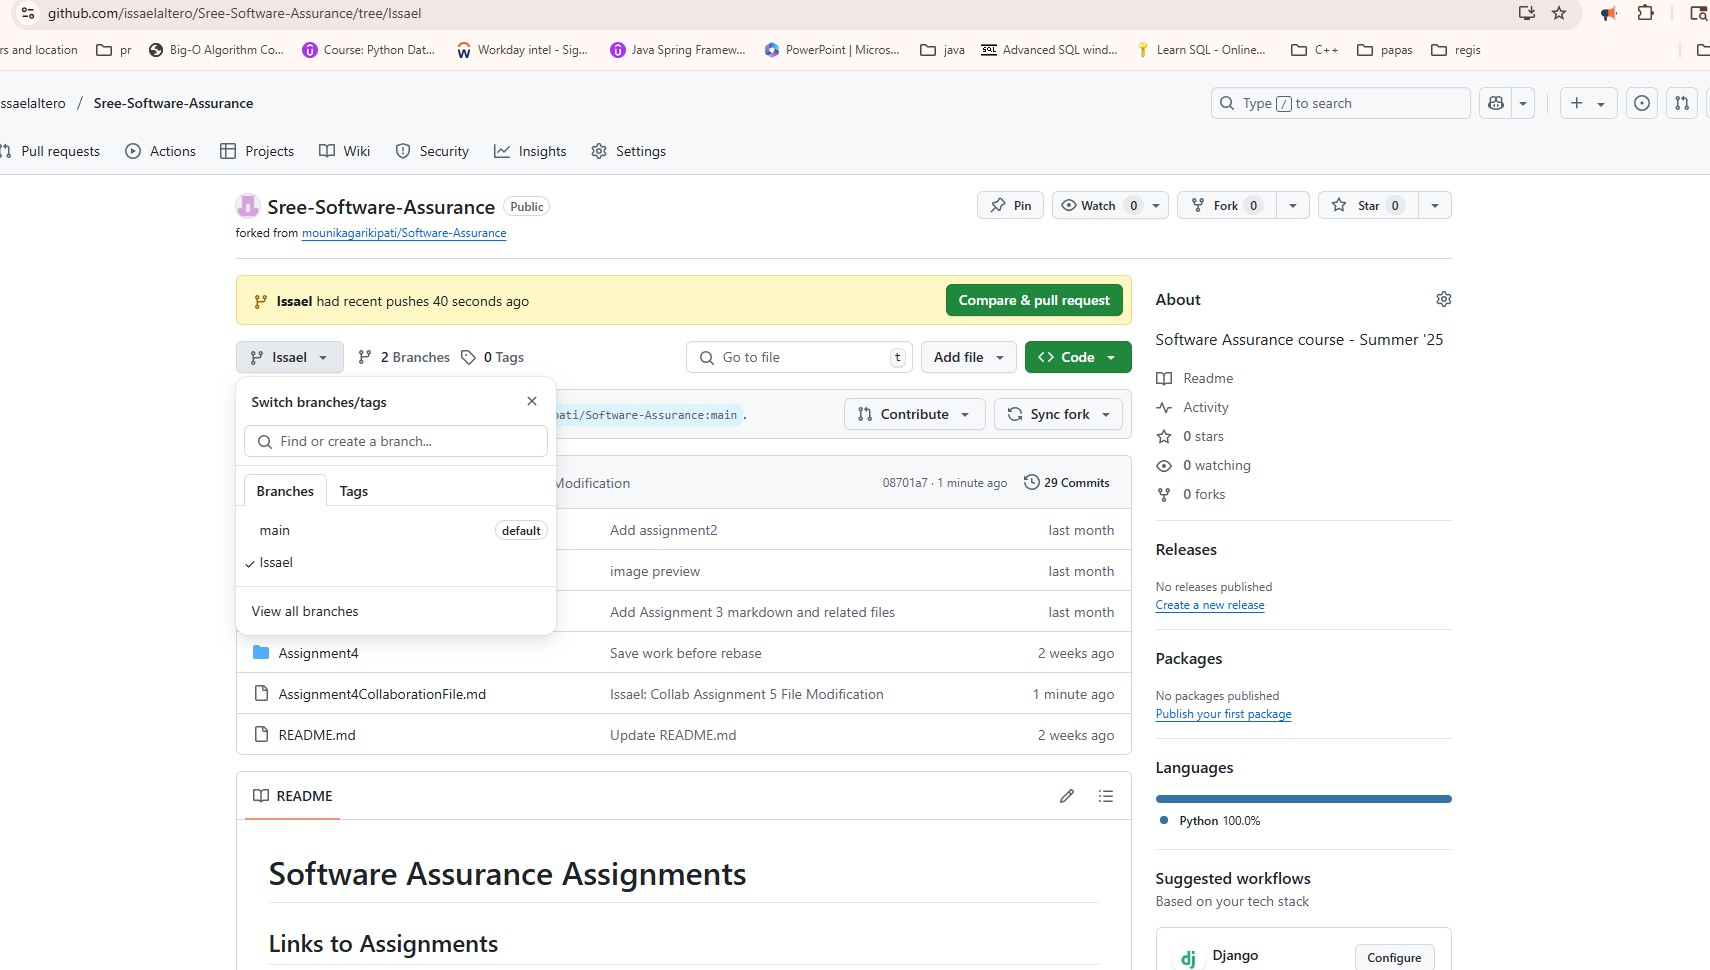 github.com/issaelaltero/Sree-Software-Assurance/tree/Issael
rs and location pr Big-O Algorithm Co... Course: Python Dat... Workday intel - Sig... Java Spring Framew... PowerPoint | Micros... java Advanced SQL wind... Learn SQL - Online... C++ papas regis
ssaelaltero / Sree-Software-Assurance Type / to search
Pull requests Actions Projects Wiki Security Insights Settings
Sree-Software-Assurance Public Pin Watch 0 Fork 0 Star 0
forked from mounikagarikipati/Software-Assurance
Issael had recent pushes 40 seconds ago Compare & pull request
Issael 2 Branches 0 Tags Go to file t Add file Code
Switch branches/tags
pati/Software-Assurance:main . Contribute Sync fork
Find or create a branch...
Modification 08701a7 · 1 minute ago 29 Commits
Branches Tags
main default Add assignment2 last month
Issael image preview last month
View all branches Add Assignment 3 markdown and related files last month
Assignment4 Save work before rebase 2 weeks ago
Assignment4CollaborationFile.md Issael: Collab Assignment 5 File Modification 1 minute ago
README.md Update README.md 2 weeks ago
README
Software Assurance Assignments
Links to Assignments
About
Software Assurance course - Summer '25
Readme
Activity
0 stars
0 watching
0 forks
Releases
No releases published
Create a new release
Packages
No packages published
Publish your first package
Languages
Python 100.0%
Suggested workflows
Based on your tech stack
dj Django Configure